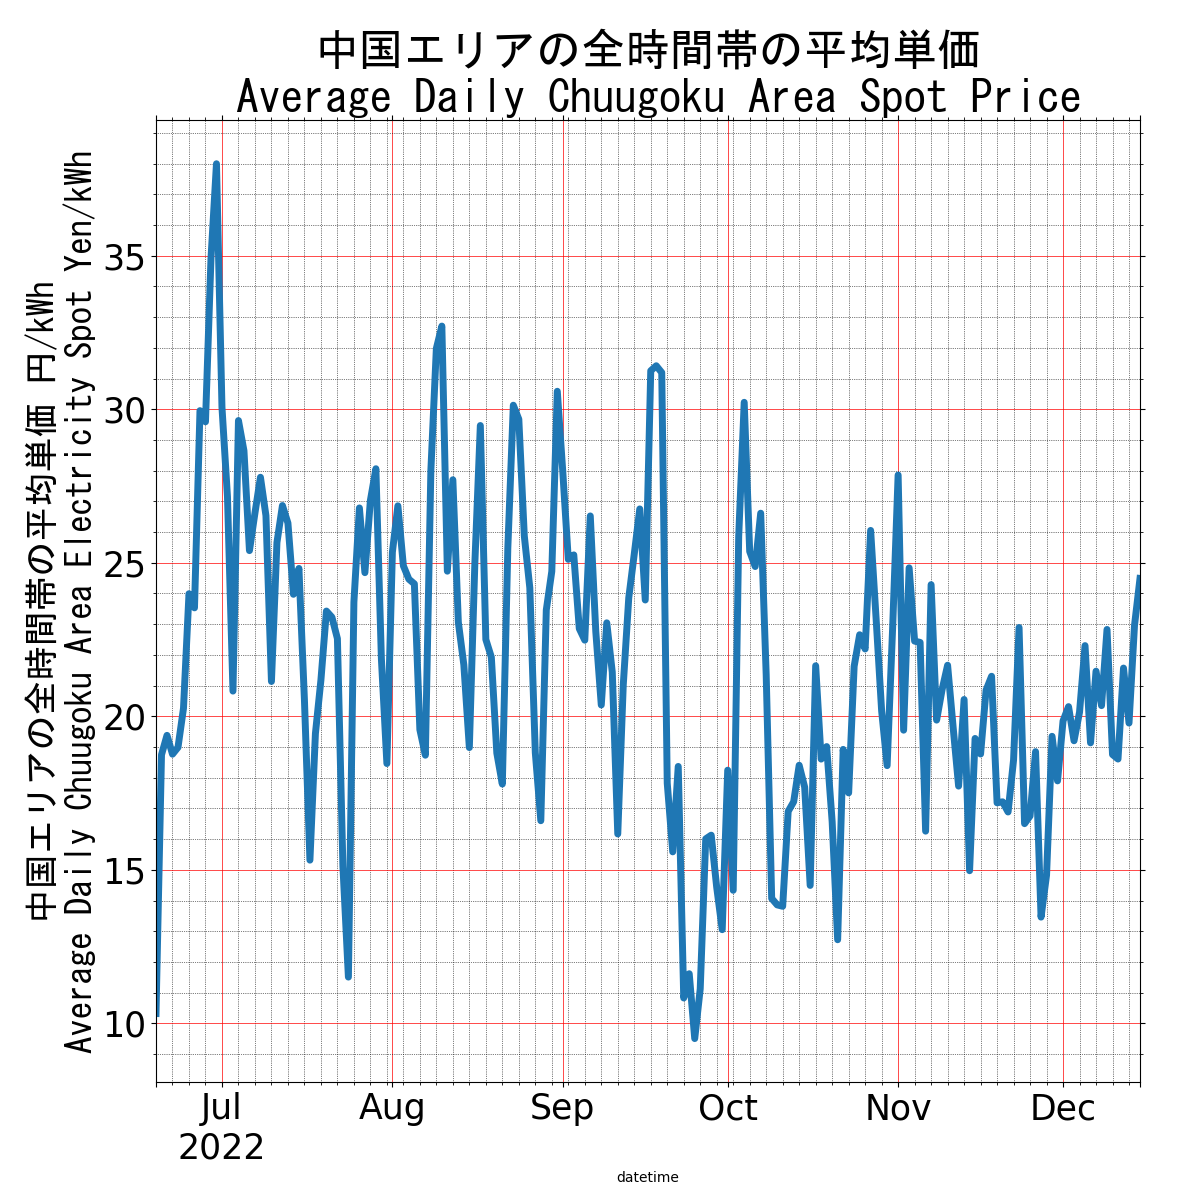 中国エリアの全時間帯の平均単価
Average Daily Chuugoku Area Spot Price
中国エリアの全時間帯の平均単価 円/kWh
Average Daily Chuugoku Area Electricity Spot Yen/kWh
35
30
25
20
15
10
Jul
2022
Aug
Sep
Oct
Nov
Dec
datetime